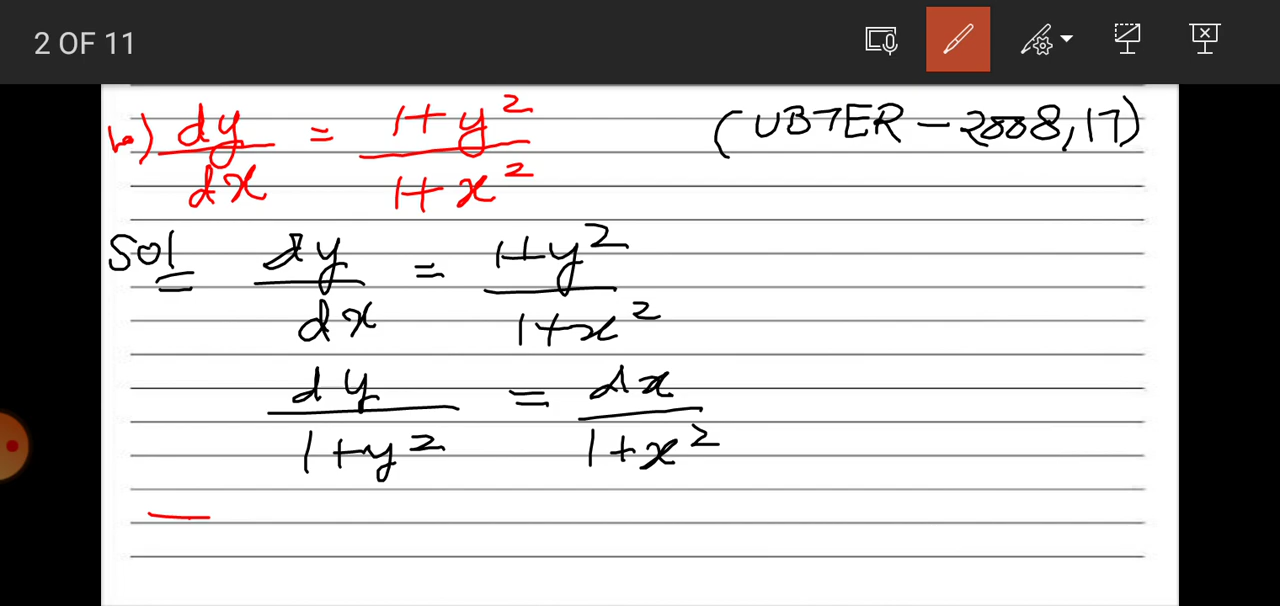 2 OF 11
b) dy/dx = 1+y²/1+x² (UBTER - 2008,17)
Sol dy/dx = 1+y²/1+x²
dy/1+y² = dx/1+x²